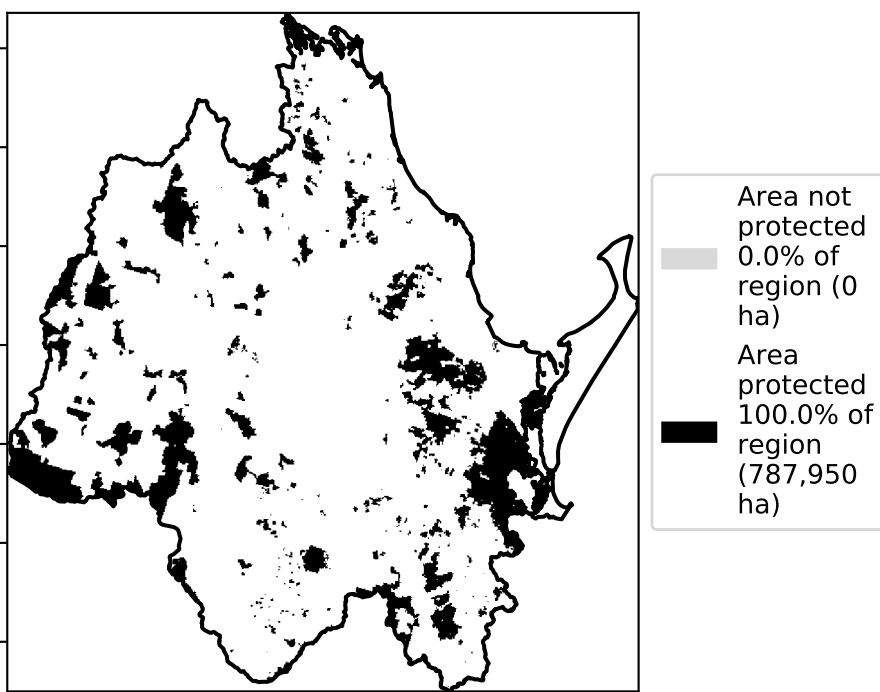 Area not
protected
0.0% of
region (0
ha)
Area
protected
100.0% of
region
(787,950
ha)